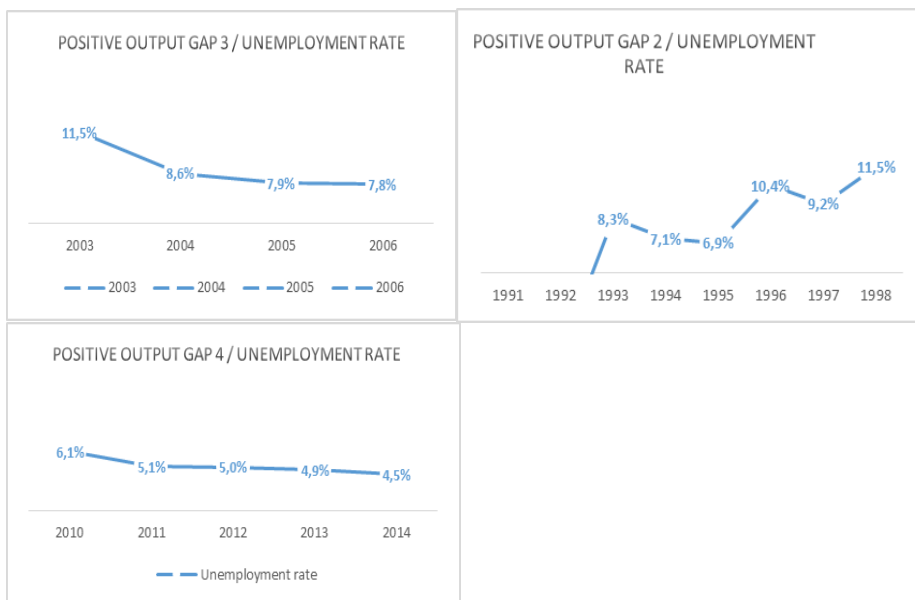 POSITIVE OUTPUT GAP 3 / UNEMPLOYMENT RATE
11,5%
8,6%
7,9%
7,8%
2003 2004 2005 2006
2003 2004 2005 2006
POSITIVE OUTPUT GAP 2 / UNEMPLOYMENT
RATE
8,3%
7,1%
6,9%
10,4%
9,2%
11,5%
1991 1992 1993 1994 1995 1996 1997 1998
POSITIVE OUTPUT GAP 4 / UNEMPLOYMENT RATE
6,1%
5,1%
5,0%
4,9%
4,5%
2010 2011 2012 2013 2014
Unemployment rate